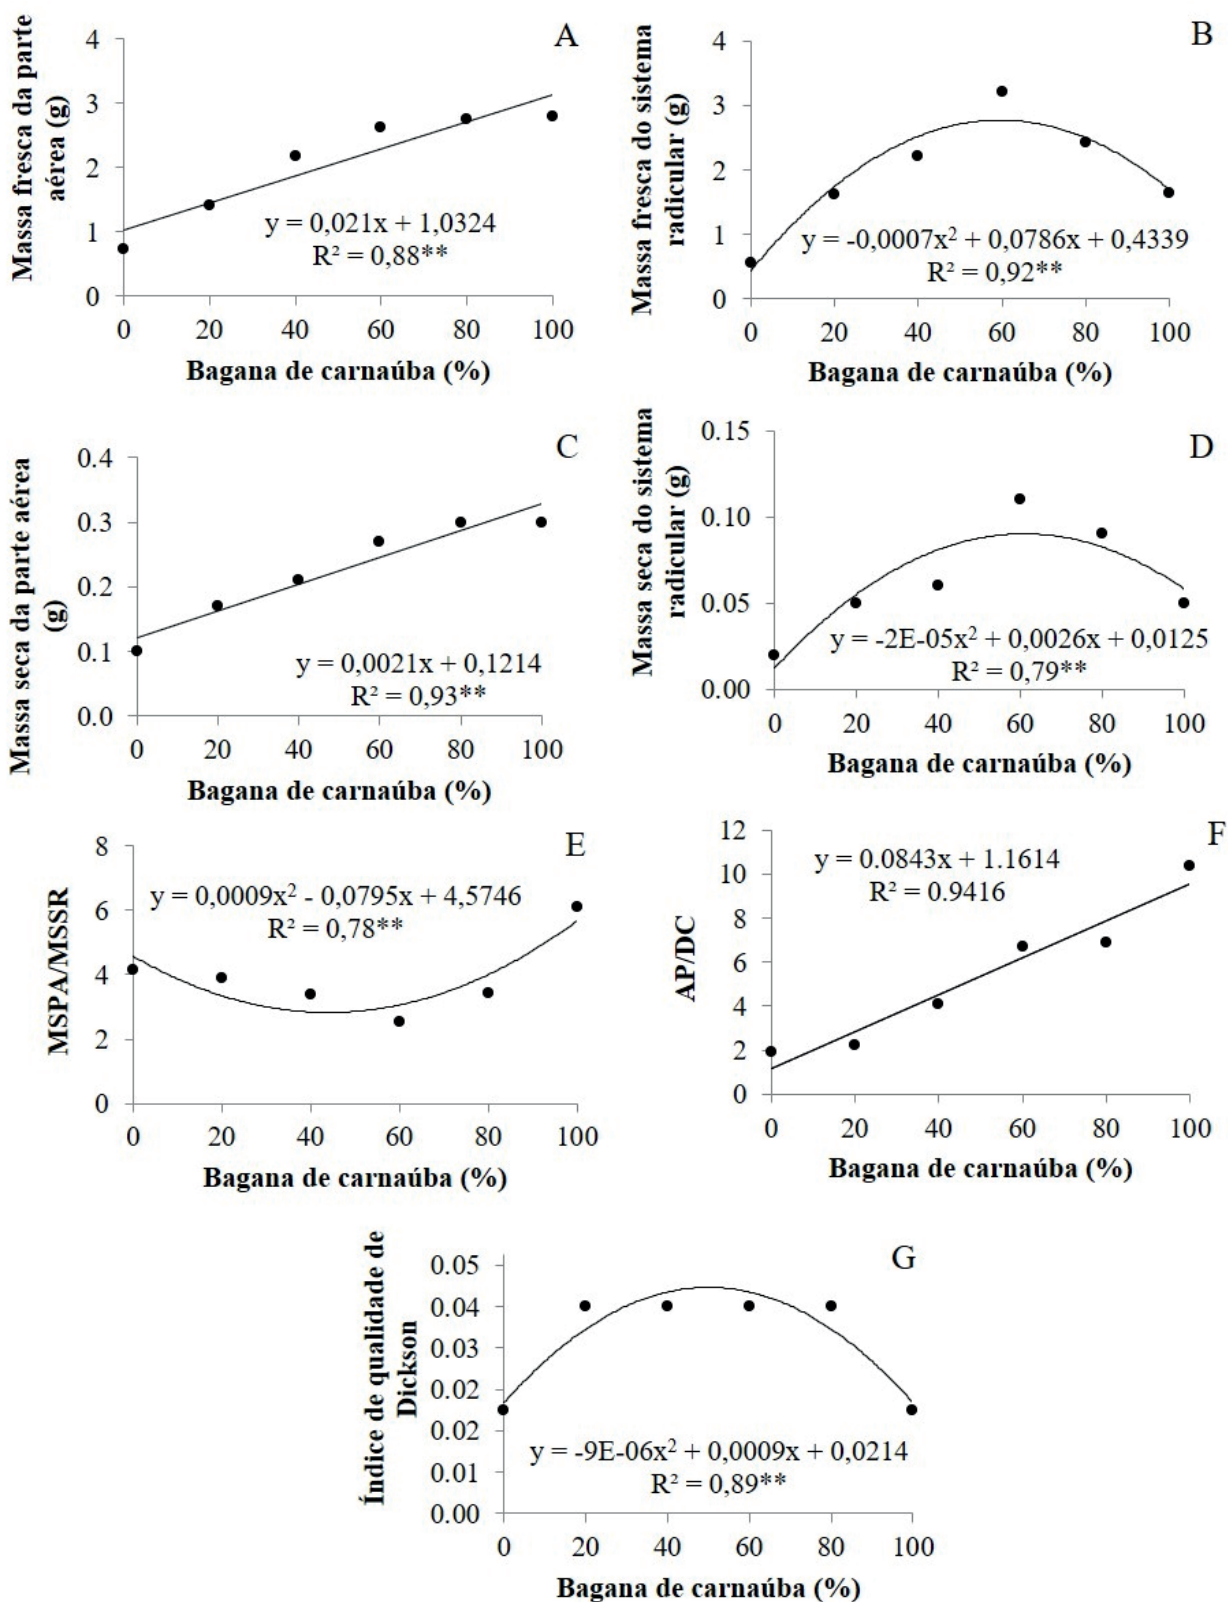 A
Massa fresca da parte
aérea (g)
4
3
2
1
0
y = 0,021x + 1,0324
R² = 0,88**
0 20 40 60 80 100
Bagana de carnaúba (%)
B
Massa fresca do sistema
radicular (g)
4
3
2
1
0
y = -0,0007x² + 0,0786x + 0,4339
R² = 0,92**
0 20 40 60 80 100
Bagana de carnaúba (%)
C
Massa seca da parte aérea
(g)
0.4
0.3
0.2
0.1
0.0
y = 0,0021x + 0,1214
R² = 0,93**
0 20 40 60 80 100
Bagana de carnaúba (%)
D
Massa seca do sistema
radicular (g)
0.15
0.10
0.05
0.00
y = -2E-05x² + 0,0026x + 0,0125
R² = 0,79**
0 20 40 60 80 100
Bagana de carnaúba (%)
E
MSPA/MSSR
8
6
4
2
0
y = 0,0009x² - 0,0795x + 4,5746
R² = 0,78**
0 20 40 60 80 100
Bagana de carnaúba (%)
F
AP/DC
12
10
8
6
4
2
0
y = 0.0843x + 1.1614
R² = 0.9416
0 20 40 60 80 100
Bagana de carnaúba (%)
G
Índice de qualidade de
Dickson
0.05
0.04
0.03
0.02
0.02
0.01
0.00
y = -9E-06x² + 0,0009x + 0,0214
R² = 0,89**
0 20 40 60 80 100
Bagana de carnaúba (%)